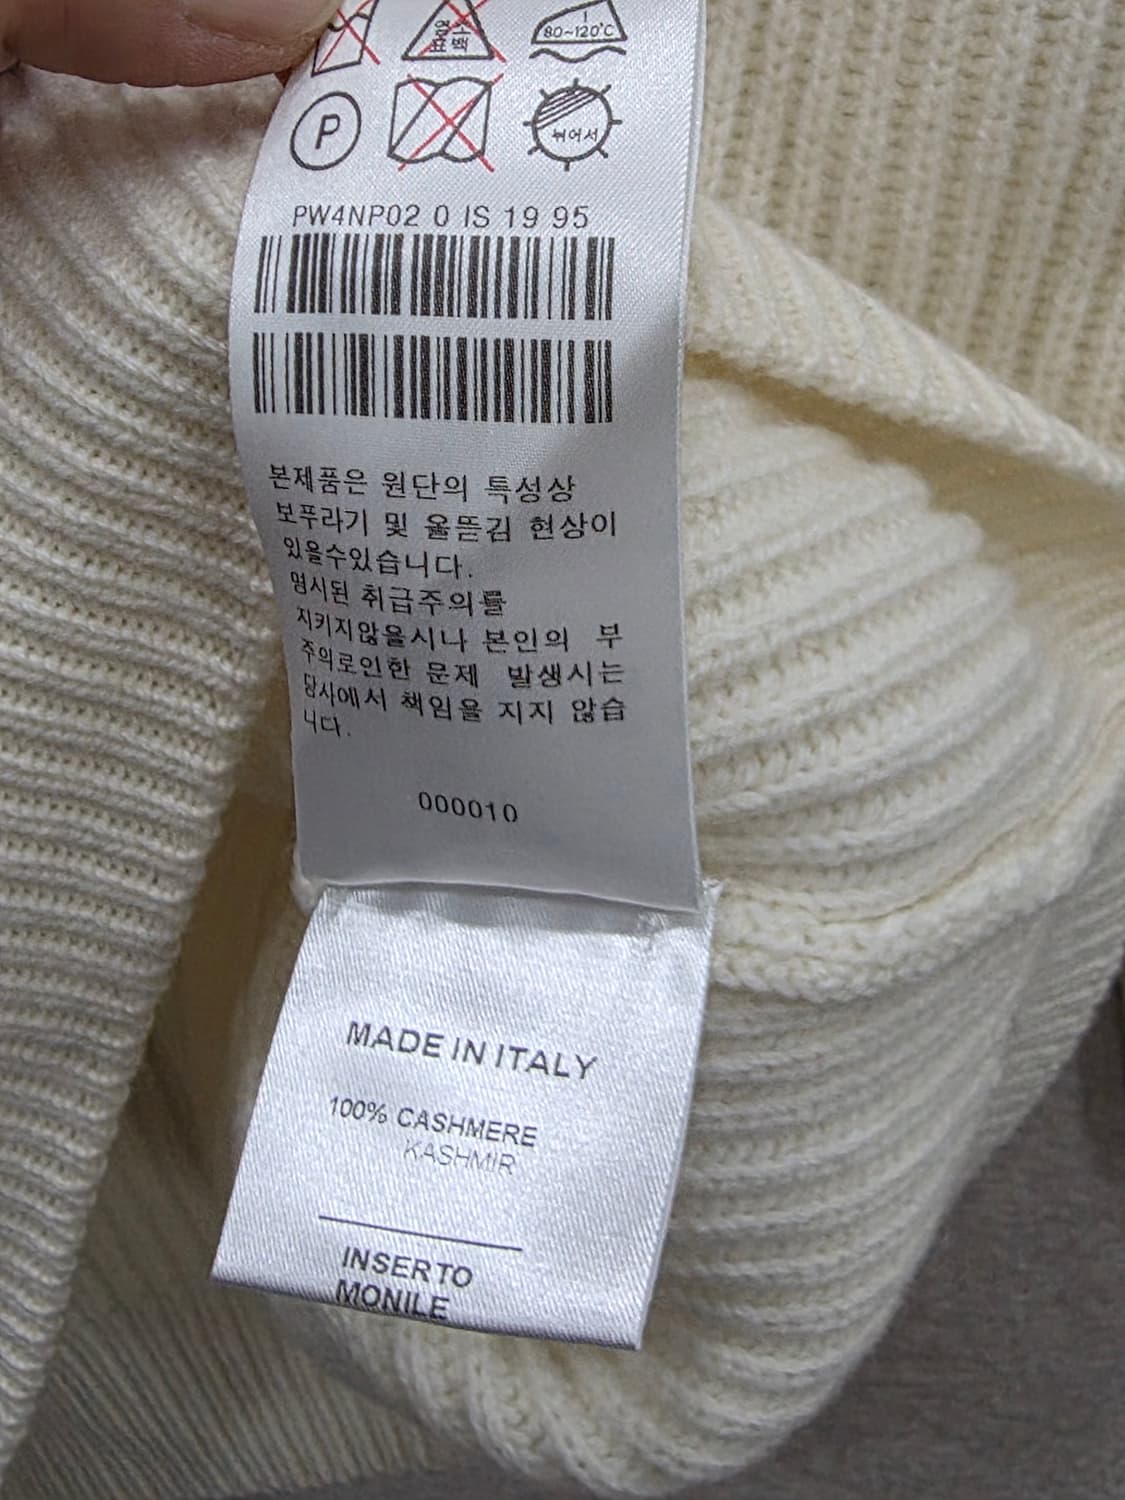 염소
표백
80~120°C
P
뉘어서
PW4NP02 0 IS 19 95
본제품은 원단의 특성상
보푸라기 및 올뜯김 현상이
있을수있습니다.
명시된 취급주의를
지키지않을시나 본인의 부
주의로인한 문제 발생시는
당사에서 책임을 지지 않습
니다.
000010
MADE IN ITALY
100% CASHMERE
KASHMIR
INSERTO
MONILE